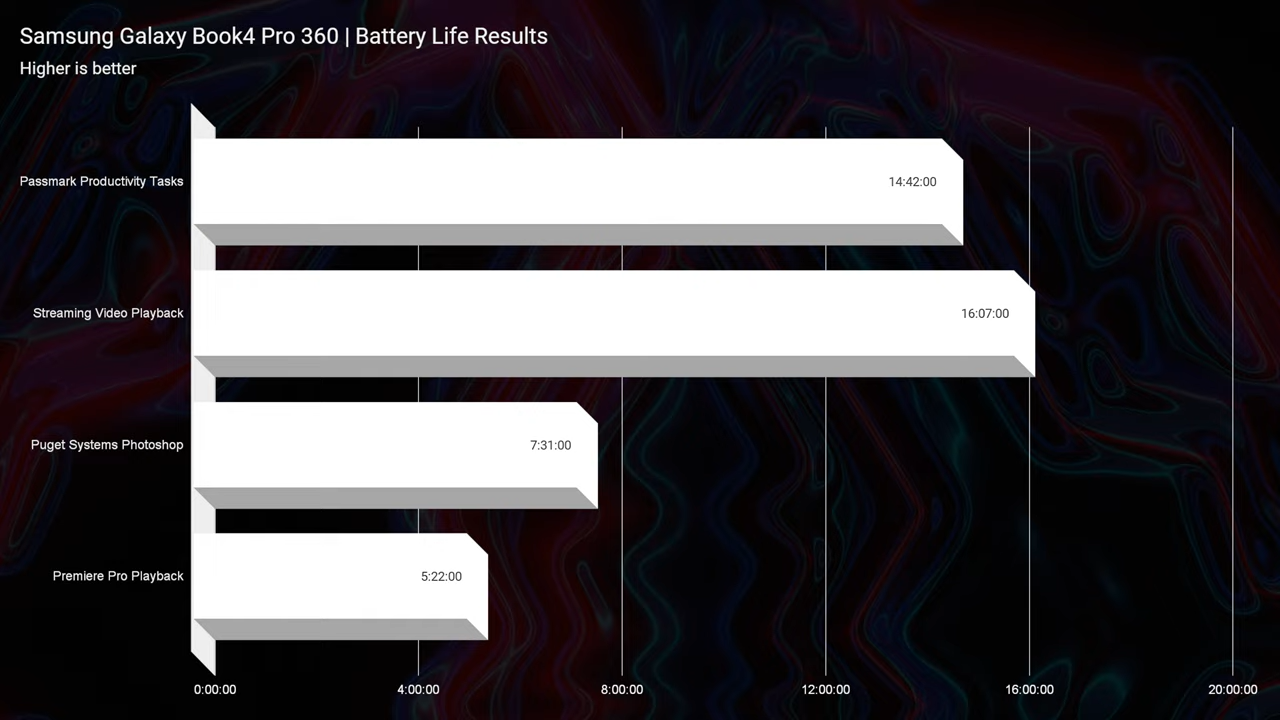 Samsung Galaxy Book4 Pro 360 | Battery Life Results
Higher is better
Passmark Productivity Tasks
14:42:00
Streaming Video Playback
16:07:00
Puget Systems Photoshop
7:31:00
Premiere Pro Playback
5:22:00
0:00:00 4:00:00 8:00:00 12:00:00 16:00:00 20:00:00